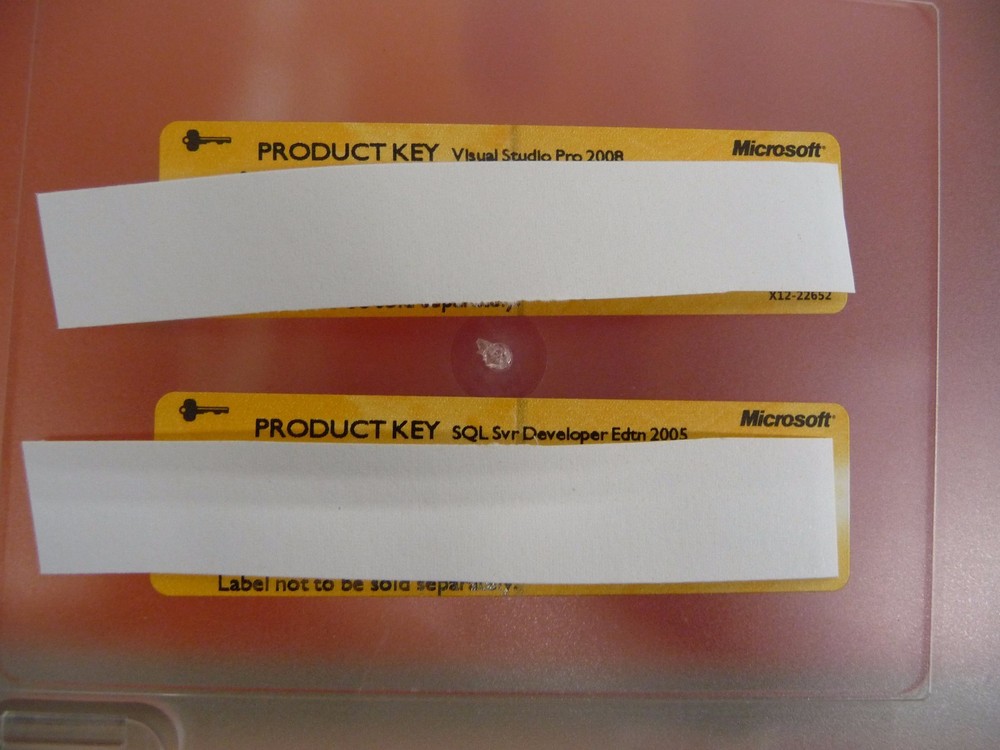 PRODUCT KEY Visual Studio Pro 2008 Microsoft
X12-22652
PRODUCT KEY SQL Svr Developer Edtn 2005 Microsoft
Label not to be sold separately.